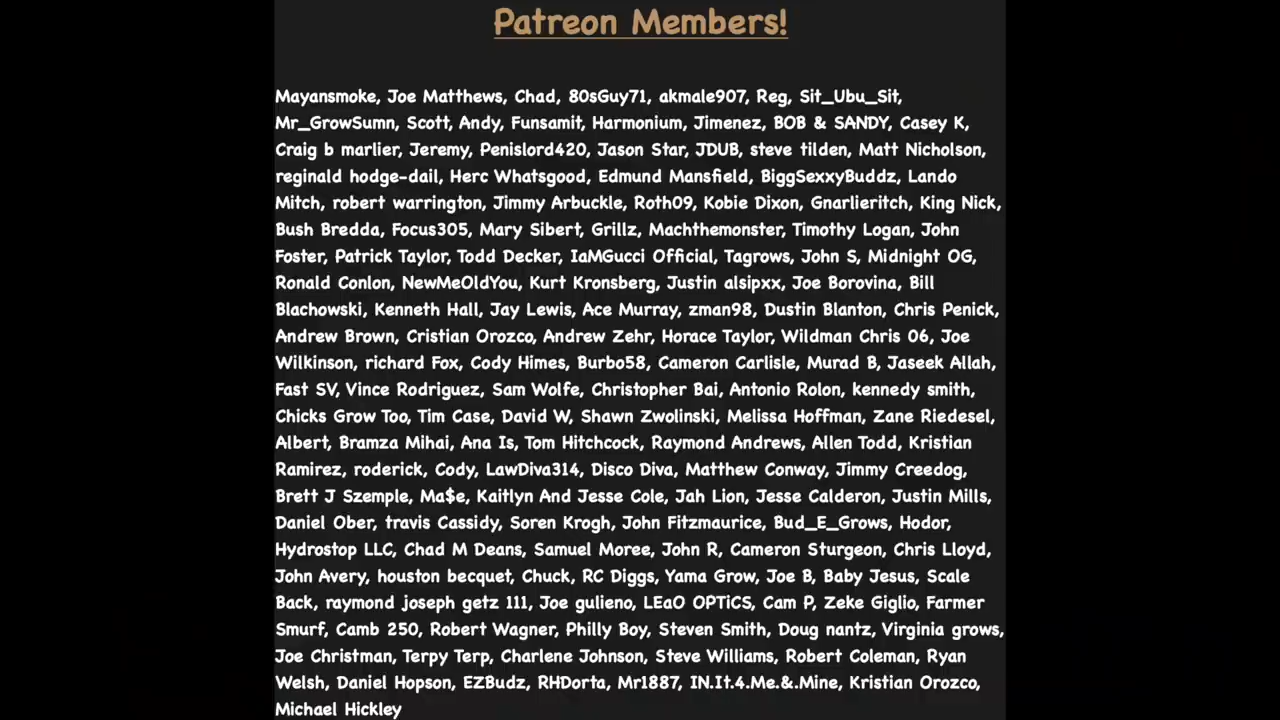 Patreon Members!
Mayansmoke, Joe Matthews, Chad, 80sGuy71, akmale907, Reg, Sit_Ubu_Sit,
Mr_GrowSumn, Scott, Andy, Funsamit, Harmonium, Jimenez, BOB & SANDY, Casey K,
Craig b marlier, Jeremy, Penislord420, Jason Star, JDUB, steve tilden, Matt Nicholson,
reginald hodge-dail, Herc Whatsgood, Edmund Mansfield, BiggSexxyBuddz, Lando
Mitch, robert warrington, Jimmy Arbuckle, Roth09, Kobie Dixon, Gnarlieritch, King Nick,
Bush Bredda, Focus305, Mary Sibert, Grillz, Machthemonster, Timothy Logan, John
Foster, Patrick Taylor, Todd Decker, IaMGucci Official, Tagrows, John S, Midnight OG,
Ronald Conlon, NewMeOldYou, Kurt Kronsberg, Justin alsipxx, Joe Borovina, Bill
Blachowski, Kenneth Hall, Jay Lewis, Ace Murray, zman98, Dustin Blanton, Chris Penick,
Andrew Brown, Cristian Orozco, Andrew Zehr, Horace Taylor, Wildman Chris 06, Joe
Wilkinson, richard Fox, Cody Himes, Burbo58, Cameron Carlisle, Murad B, Jaseek Allah,
Fast SV, Vince Rodriguez, Sam Wolfe, Christopher Bai, Antonio Rolon, kennedy smith,
Chicks Grow Too, Tim Case, David W, Shawn Zwolinski, Melissa Hoffman, Zane Riedesel,
Albert, Bramza Mihai, Ana Is, Tom Hitchcock, Raymond Andrews, Allen Todd, Kristian
Ramirez, roderick, Cody, LawDiva314, Disco Diva, Matthew Conway, Jimmy Creedog,
Brett J Szemple, Ma$e, Kaitlyn And Jesse Cole, Jah Lion, Jesse Calderon, Justin Mills,
Daniel Ober, travis Cassidy, Soren Krogh, John Fitzmaurice, Bud_E_Grows, Hodor,
Hydrostop LLC, Chad M Deans, Samuel Moree, John R, Cameron Sturgeon, Chris Lloyd,
John Avery, houston becquet, Chuck, RC Diggs, Yama Grow, Joe B, Baby Jesus, Scale
Back, raymond joseph getz 111, Joe gulieno, LEaO OPTiCS, Cam P, Zeke Giglio, Farmer
Smurf, Camb 250, Robert Wagner, Philly Boy, Steven Smith, Doug nantz, Virginia grows,
Joe Christman, Terpy Terp, Charlene Johnson, Steve Williams, Robert Coleman, Ryan
Welsh, Daniel Hopson, EZBudz, RHDorta, Mr1887, IN.It.4.Me.&.Mine, Kristian Orozco,
Michael Hickley